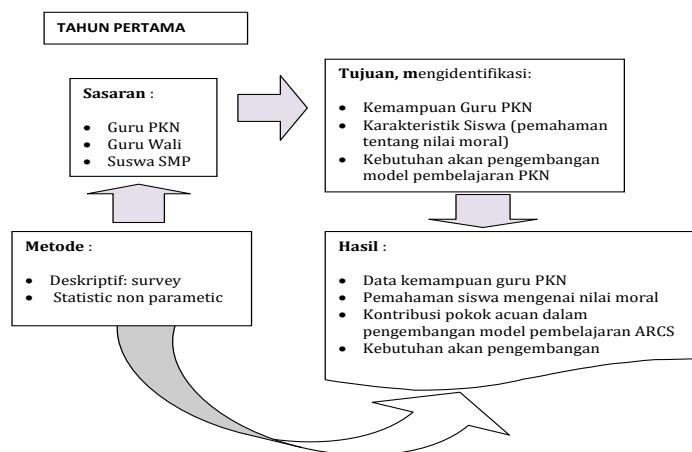 TAHUN PERTAMA
Sasaran :
• Guru PKN
• Guru Wali
• Suswa SMP
Tujuan, mengidentifikasi:
• Kemampuan Guru PKN
• Karakteristik Siswa (pemahaman
tentang nilai moral)
• Kebutuhan akan pengembangan
model pembelajaran PKN
Metode :
• Deskriptif: survey
• Statistic non parametic
Hasil :
• Data kemampuan guru PKN
• Pemahaman siswa mengenai nilai moral
• Kontribusi pokok acuan dalam
pengembangan model pembelajaran ARCS
• Kebutuhan akan pengembangan